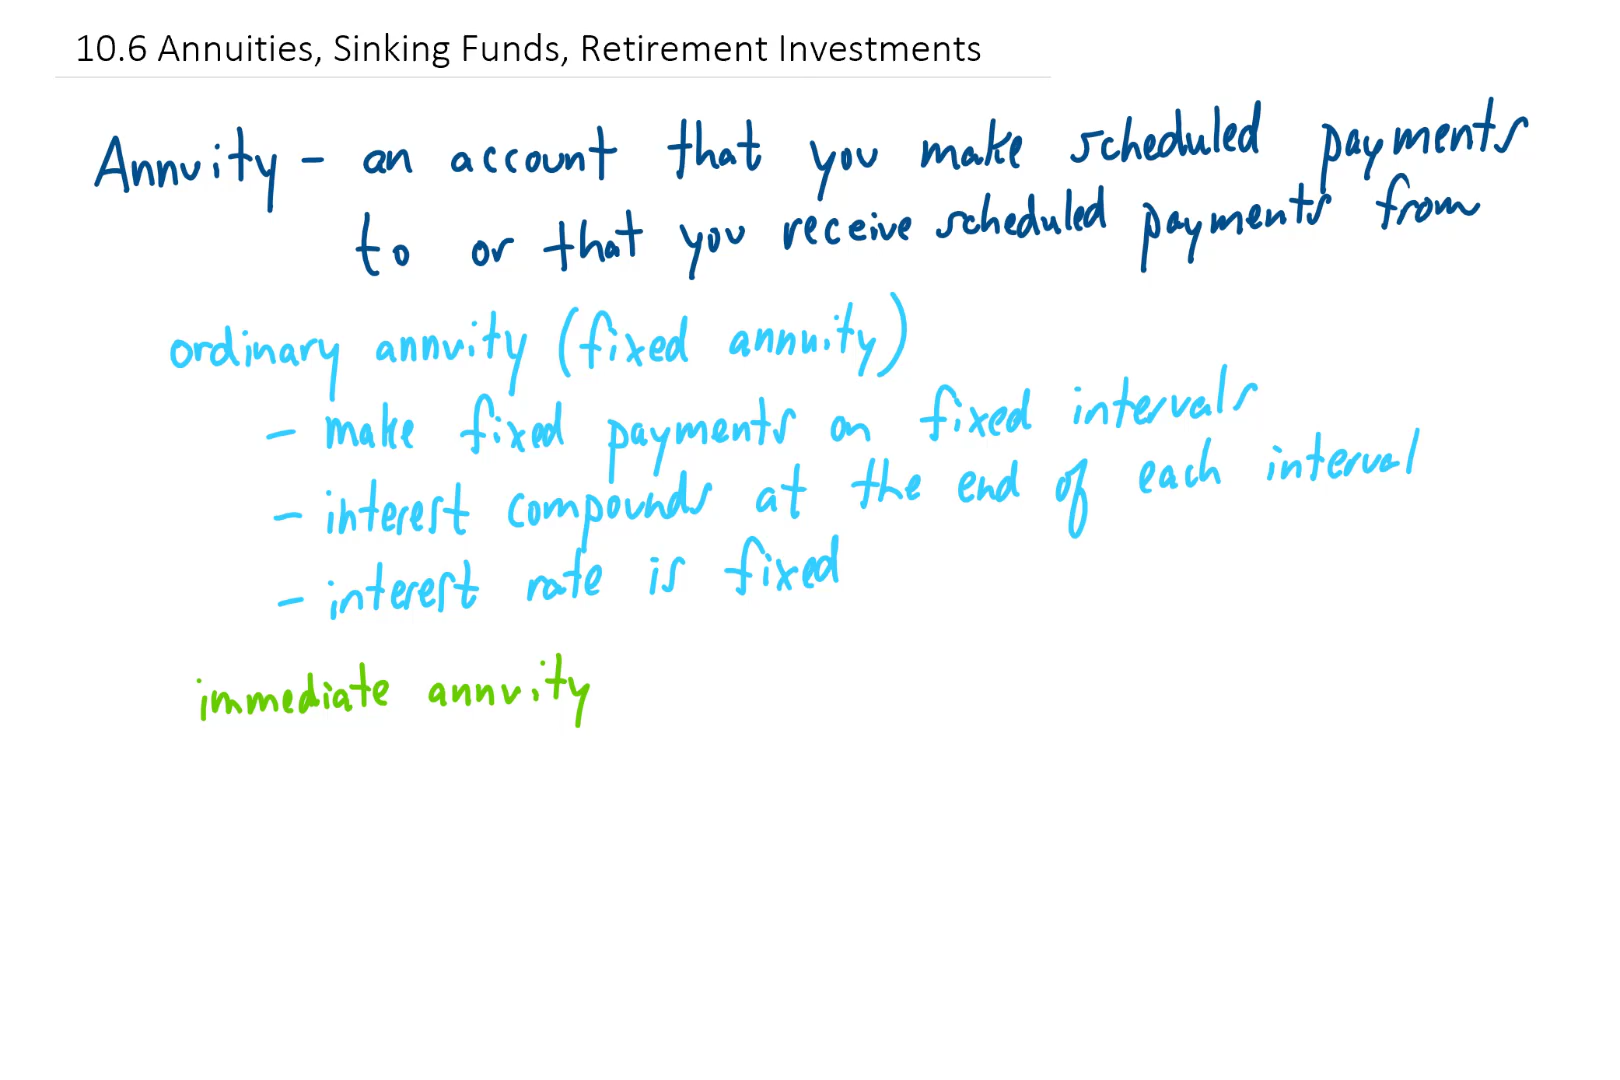 10.6 Annuities, Sinking Funds, Retirement Investments
Annuity - an account that you make scheduled payments
to or that you receive scheduled payments from
ordinary annuity (fixed annuity)
- make fixed payments on fixed intervals
- interest compounds at the end of each interval
- interest rate is fixed
immediate annuity